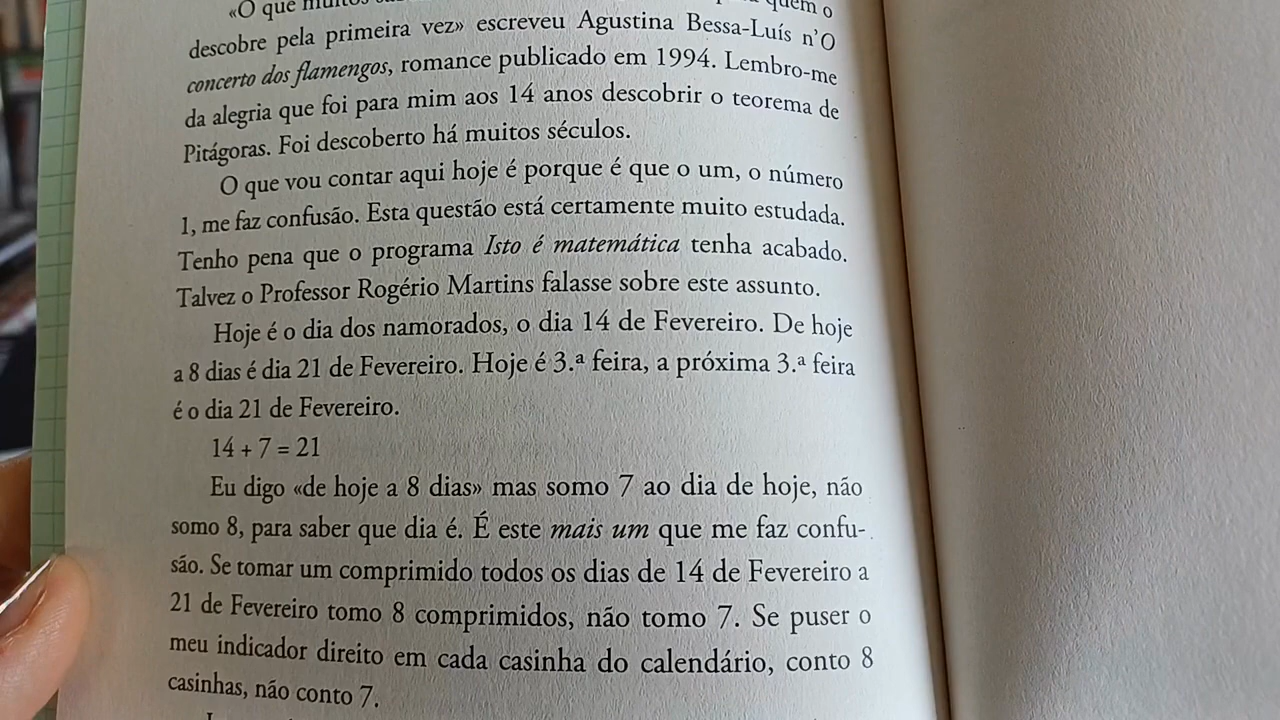 «O que muitos quem o
descobre pela primeira vez» escreveu Agustina Bessa-Luís n'O
concerto dos flamengos, romance publicado em 1994. Lembro-me
da alegria que foi para mim aos 14 anos descobrir o teorema de
Pitágoras. Foi descoberto há muitos séculos.
O que vou contar aqui hoje é porque é que o um, o número
1, me faz confusão. Esta questão está certamente muito estudada.
Tenho pena que o programa Isto é matemática tenha acabado.
Talvez o Professor Rogério Martins falasse sobre este assunto.
Hoje é o dia dos namorados, o dia 14 de Fevereiro. De hoje
a 8 dias é dia 21 de Fevereiro. Hoje é 3.ª feira, a próxima 3.ª feira
é o dia 21 de Fevereiro.
14 + 7 = 21
Eu digo «de hoje a 8 dias» mas somo 7 ao dia de hoje, não
somo 8, para saber que dia é. É este mais um que me faz confu-
são. Se tomar um comprimido todos os dias de 14 de Fevereiro a
21 de Fevereiro tomo 8 comprimidos, não tomo 7. Se puser o
meu indicador direito em cada casinha do calendário, conto 8
casinhas, não conto 7.